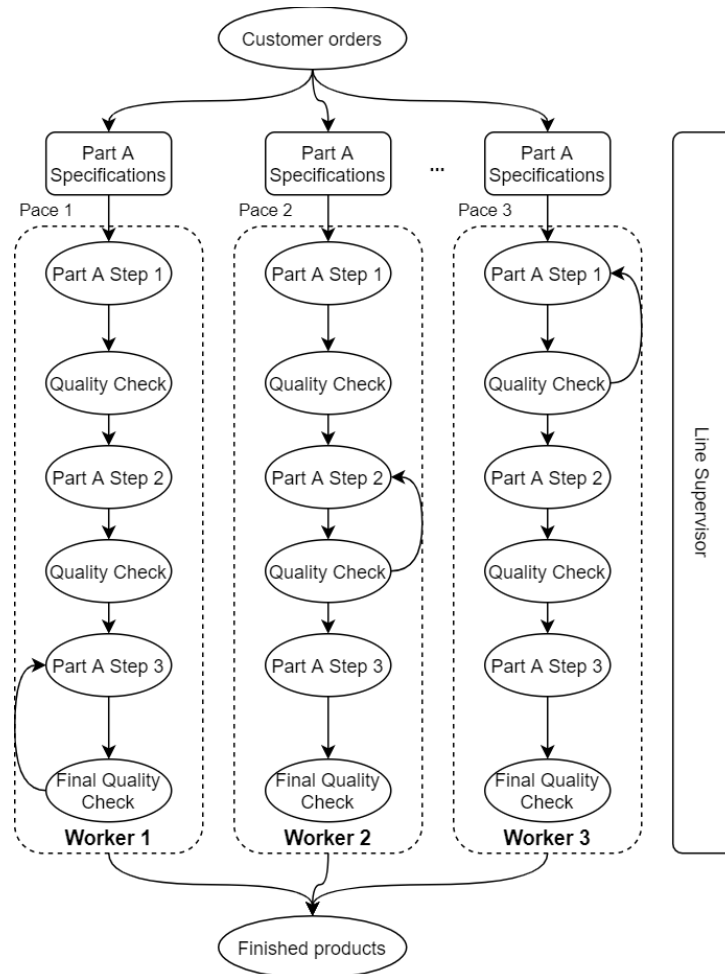 Customer orders
Part A
Specifications
Part A
Specifications
...
Part A
Specifications
Pace 1
Pace 2
Pace 3
Part A Step 1
Part A Step 1
Part A Step 1
Quality Check
Quality Check
Quality Check
Part A Step 2
Part A Step 2
Part A Step 2
Quality Check
Quality Check
Quality Check
Part A Step 3
Part A Step 3
Part A Step 3
Final Quality
Check
Final Quality
Check
Final Quality
Check
Worker 1
Worker 2
Worker 3
Line Supervisor
Finished products